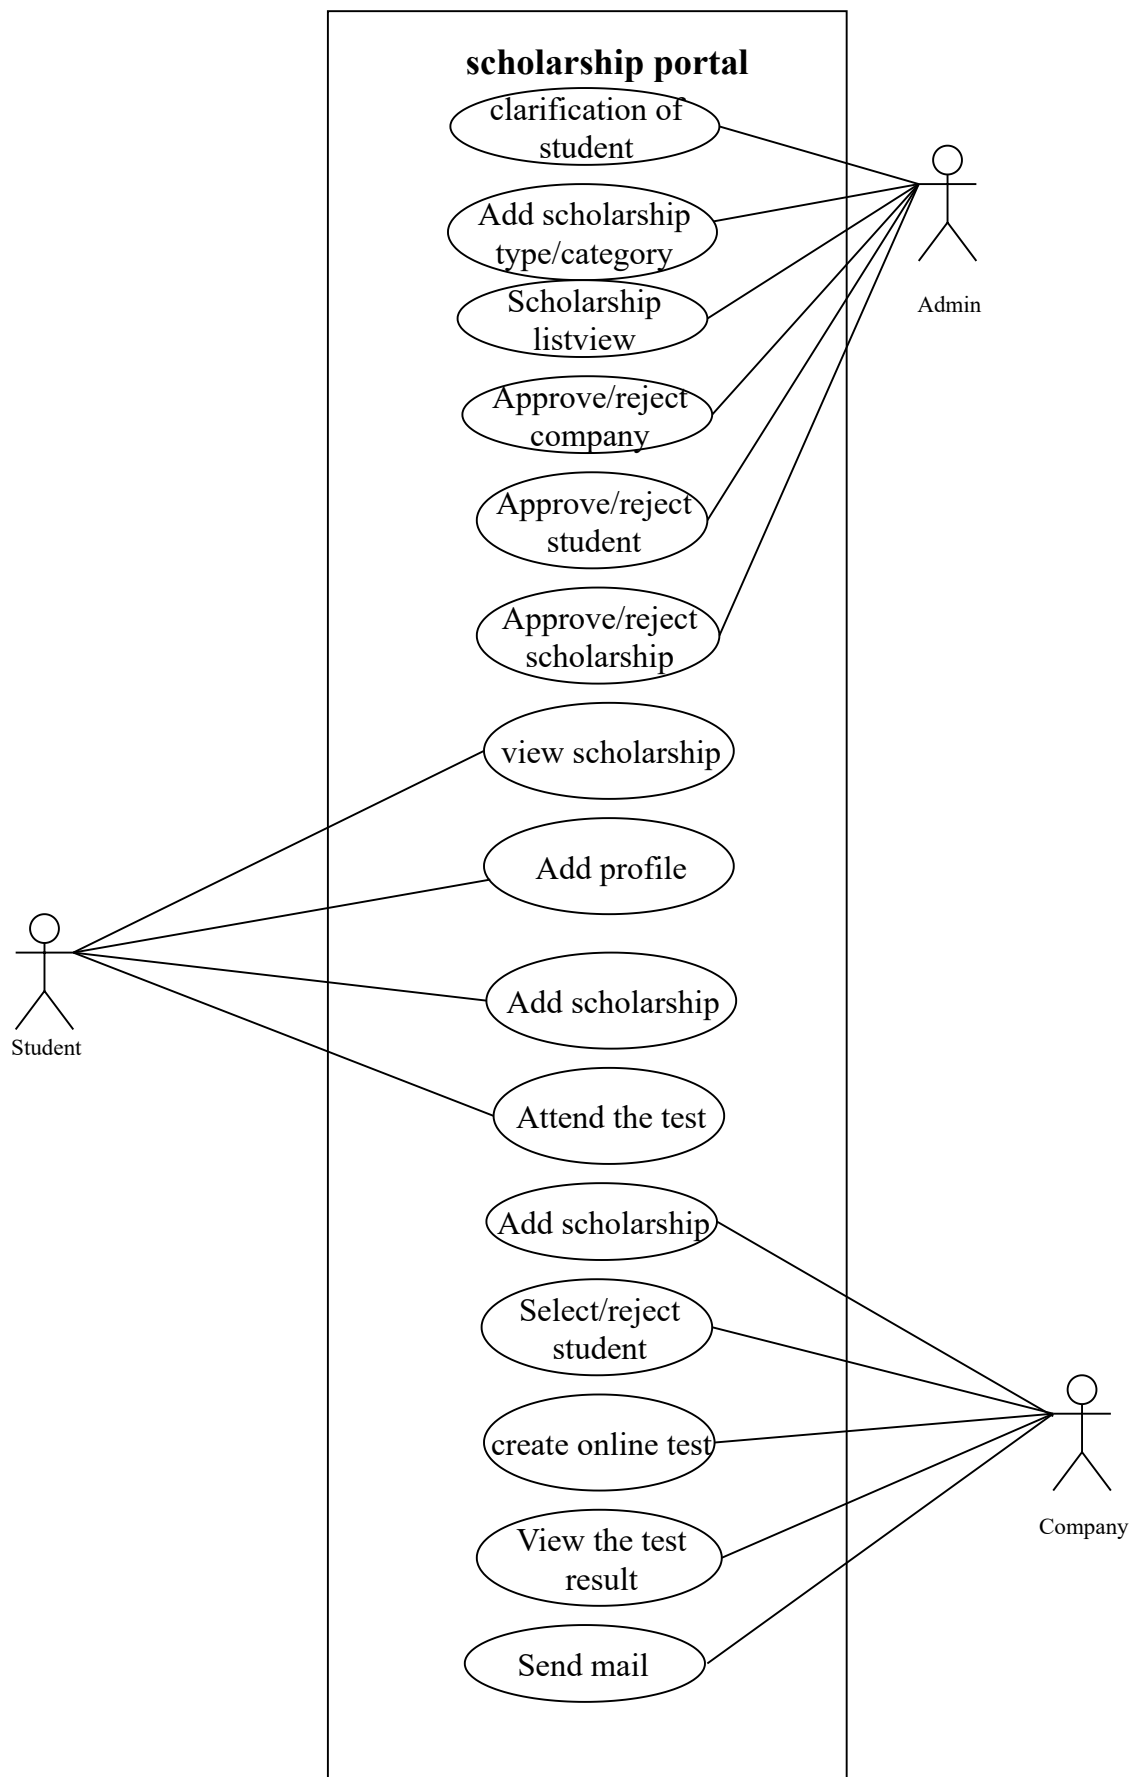 scholarship portal
clarification of
student
Add scholarship
type/category
Scholarship
listview
Admin
Approve/reject
company
Approve/reject
student
Approve/reject
scholarship
view scholarship
Add profile
Add scholarship
Student
Attend the test
Add scholarship
Select/reject
student
create online test
Company
View the test
result
Send mail